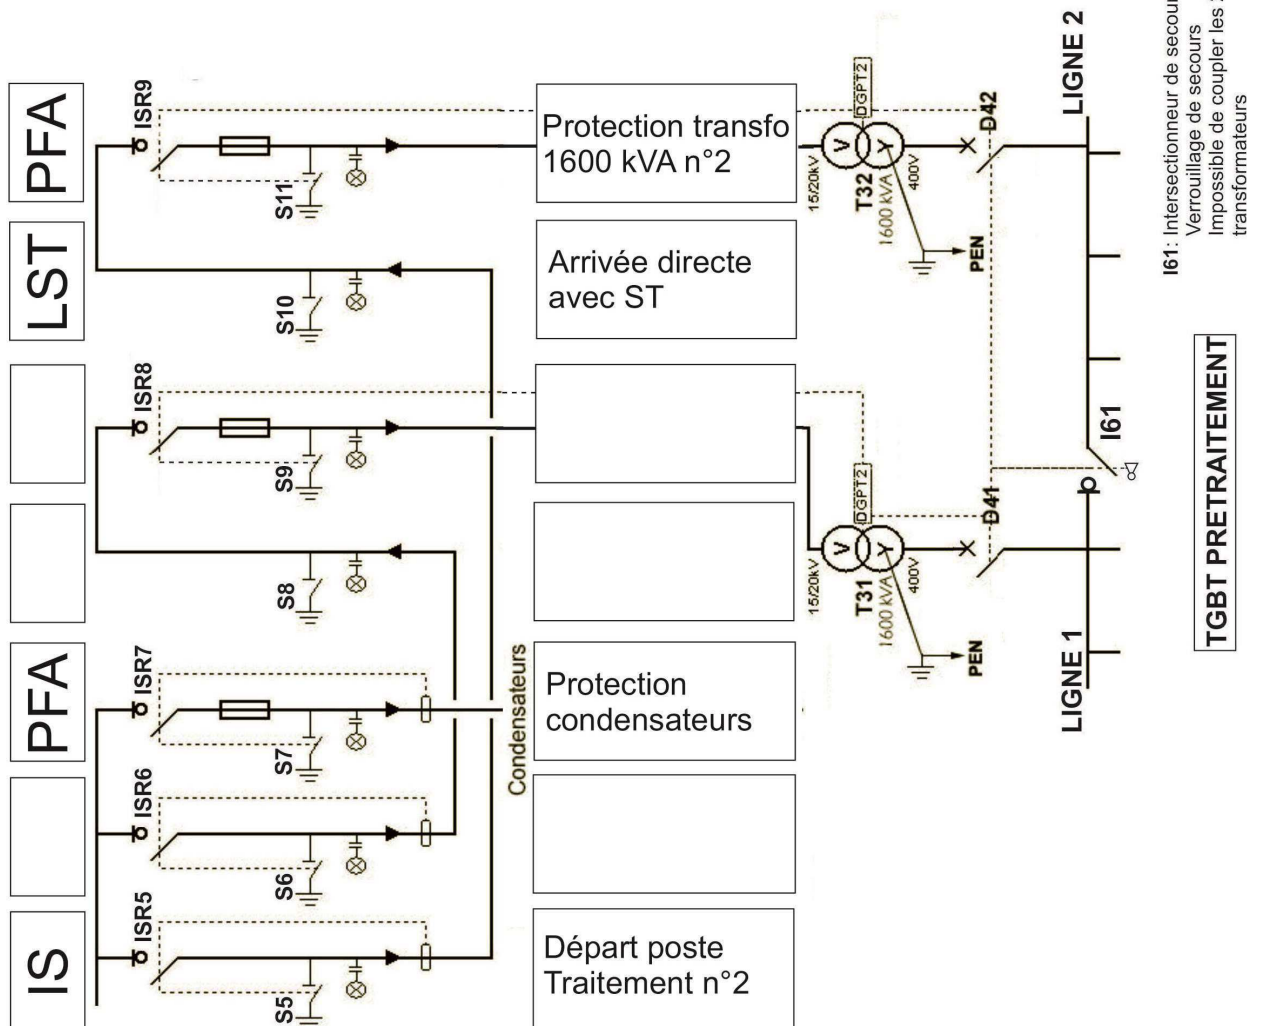 PFA
ISR9
S11
Protection transfo
1600 kVA n°2
DGPT2
V
Y
15/20kV
T32
1600 kVA
400V
PEN
D42
LIGNE 2
I61: Intersectionneur de secour
Verrouillage de secours
Impossible de coupler les
transformateurs
LST
S10
Arrivée directe
avec ST
ISR8
S9
DGPT2
V
Y
15/20kV
T31
1600 kVA
400V
PEN
D41
I61
LIGNE 1
TGBT PRETRAITEMENT
S8
PFA
ISR7
S7
Condensateurs
Protection
condensateurs
ISR6
S6
IS
ISR5
S5
Départ poste
Traitement n°2